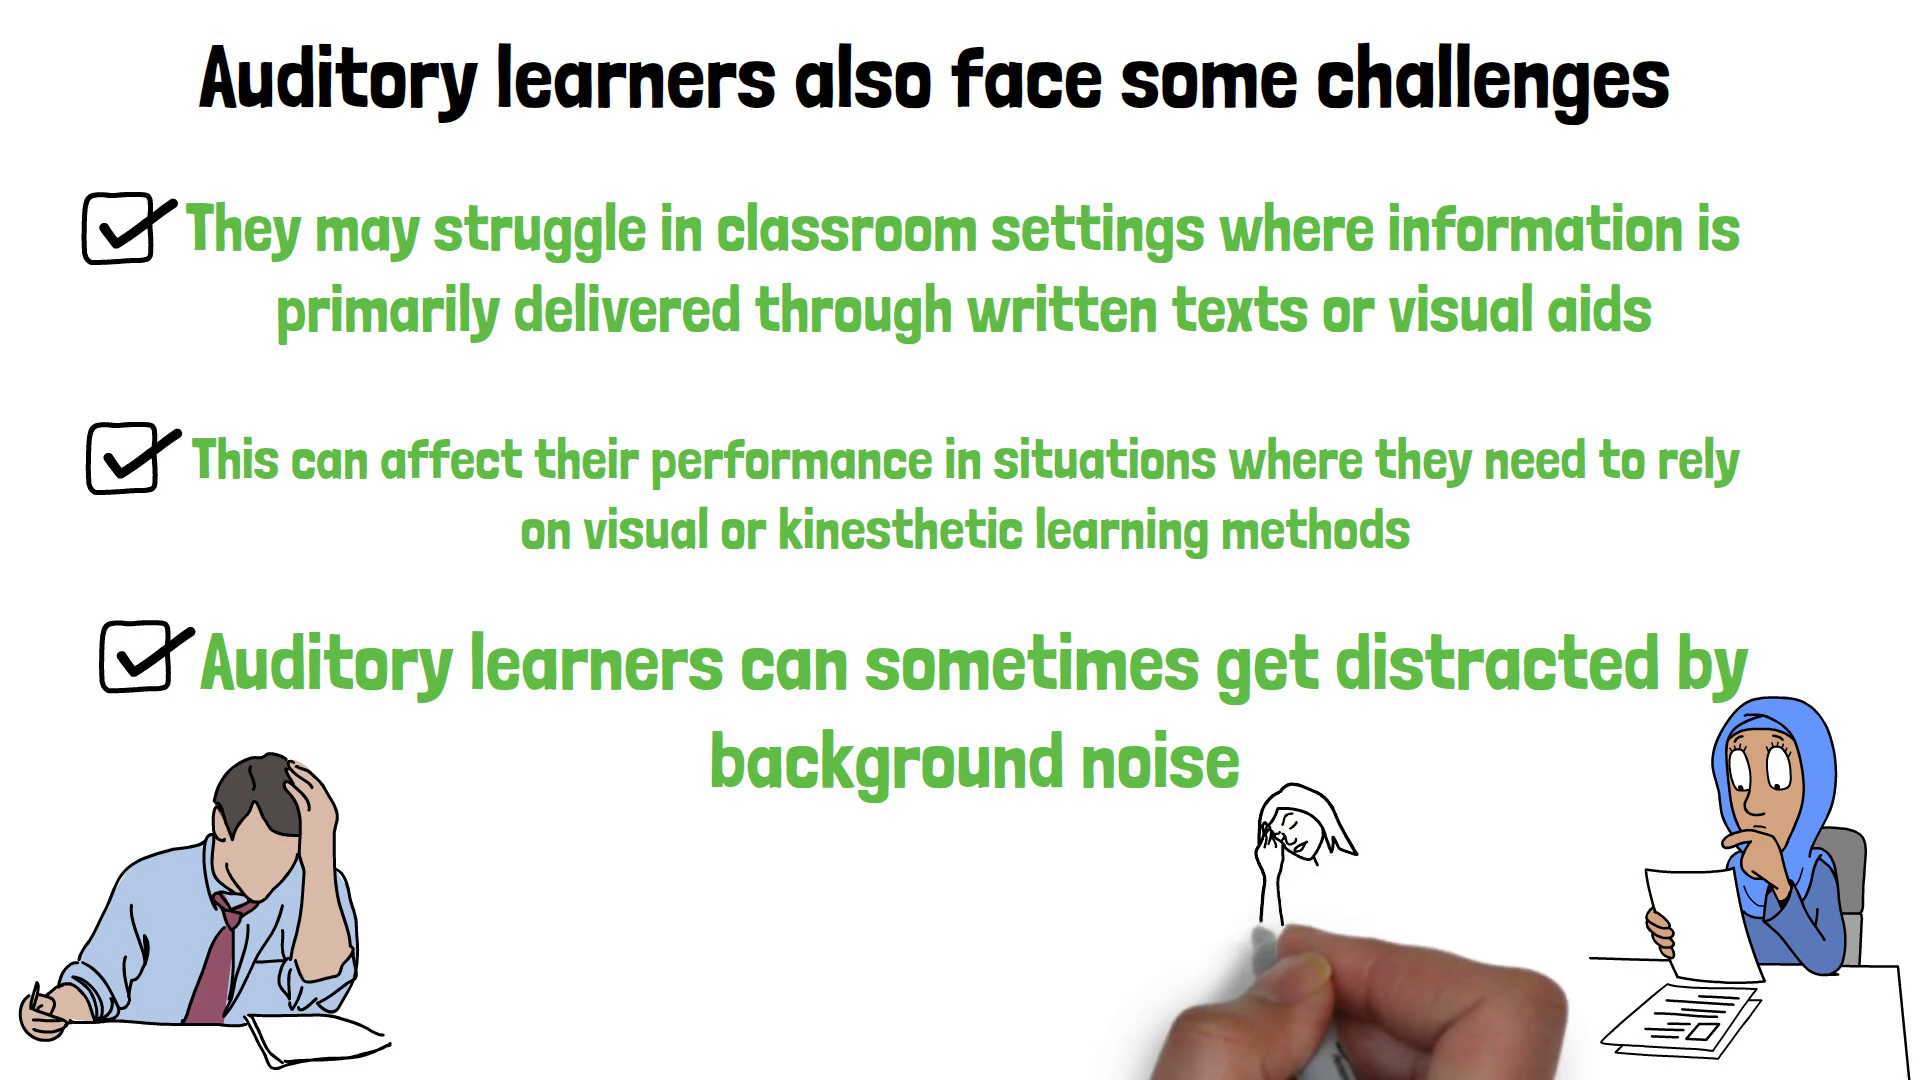 Auditory learners also face some challenges
They may struggle in classroom settings where information is
primarily delivered through written texts or visual aids
This can affect their performance in situations where they need to rely
on visual or kinesthetic learning methods
Auditory learners can sometimes get distracted by
background noise